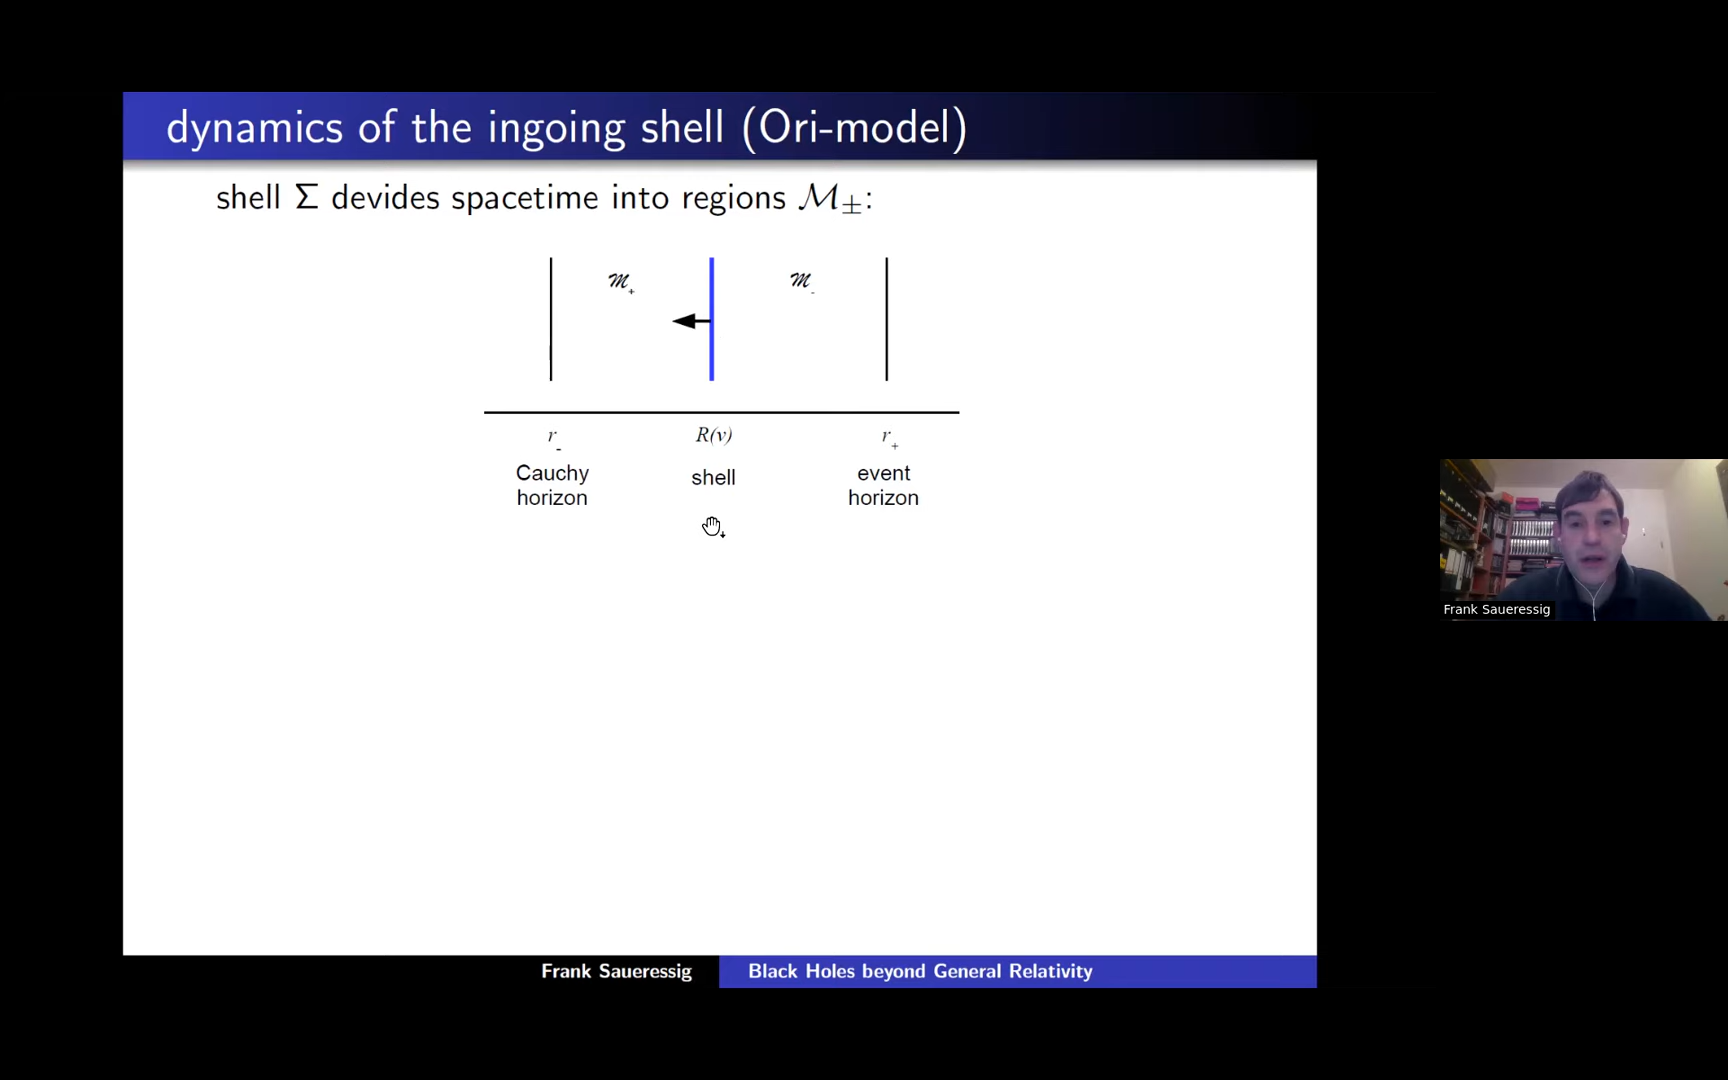 dynamics of the ingoing shell (Ori-model)
shell Σ devides spacetime into regions ℳ±:
ℳ₊ ℳ₋
r₋ R(v) r₊
Cauchy horizon
shell
event horizon
Frank Saueressig
Frank Saueressig Black Holes beyond General Relativity